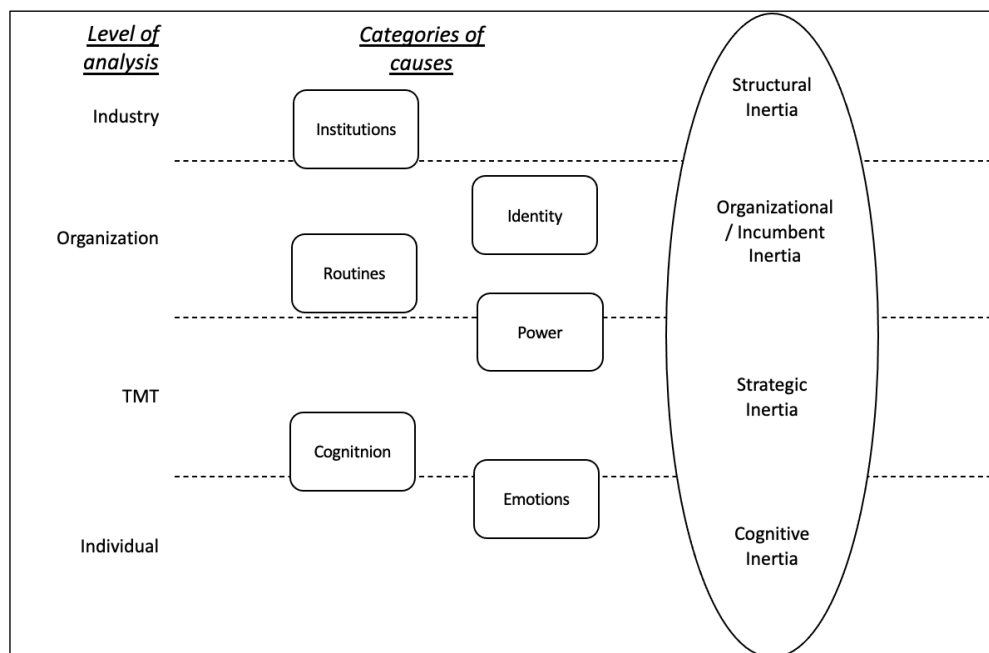 Level of
analysis
Categories of
causes
Industry
Institutions
Structural
Inertia
Organization
Identity
Routines
Organizational
/ Incumbent
Inertia
Power
TMT
Strategic
Inertia
Cognitnion
Emotions
Individual
Cognitive
Inertia